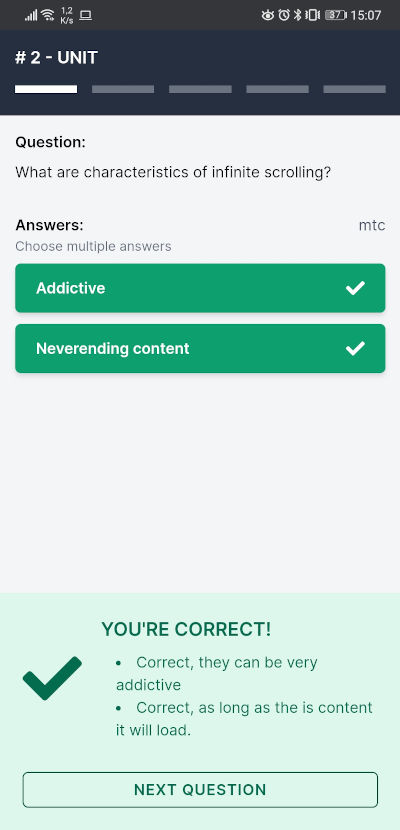 1,2
K/s
37
15:07
# 2 - UNIT
Question:
What are characteristics of infinite scrolling?
Answers:
mtc
Choose multiple answers
Addictive
Neverending content
YOU'RE CORRECT!
• Correct, they can be very
addictive
• Correct, as long as the is content
it will load.
NEXT QUESTION